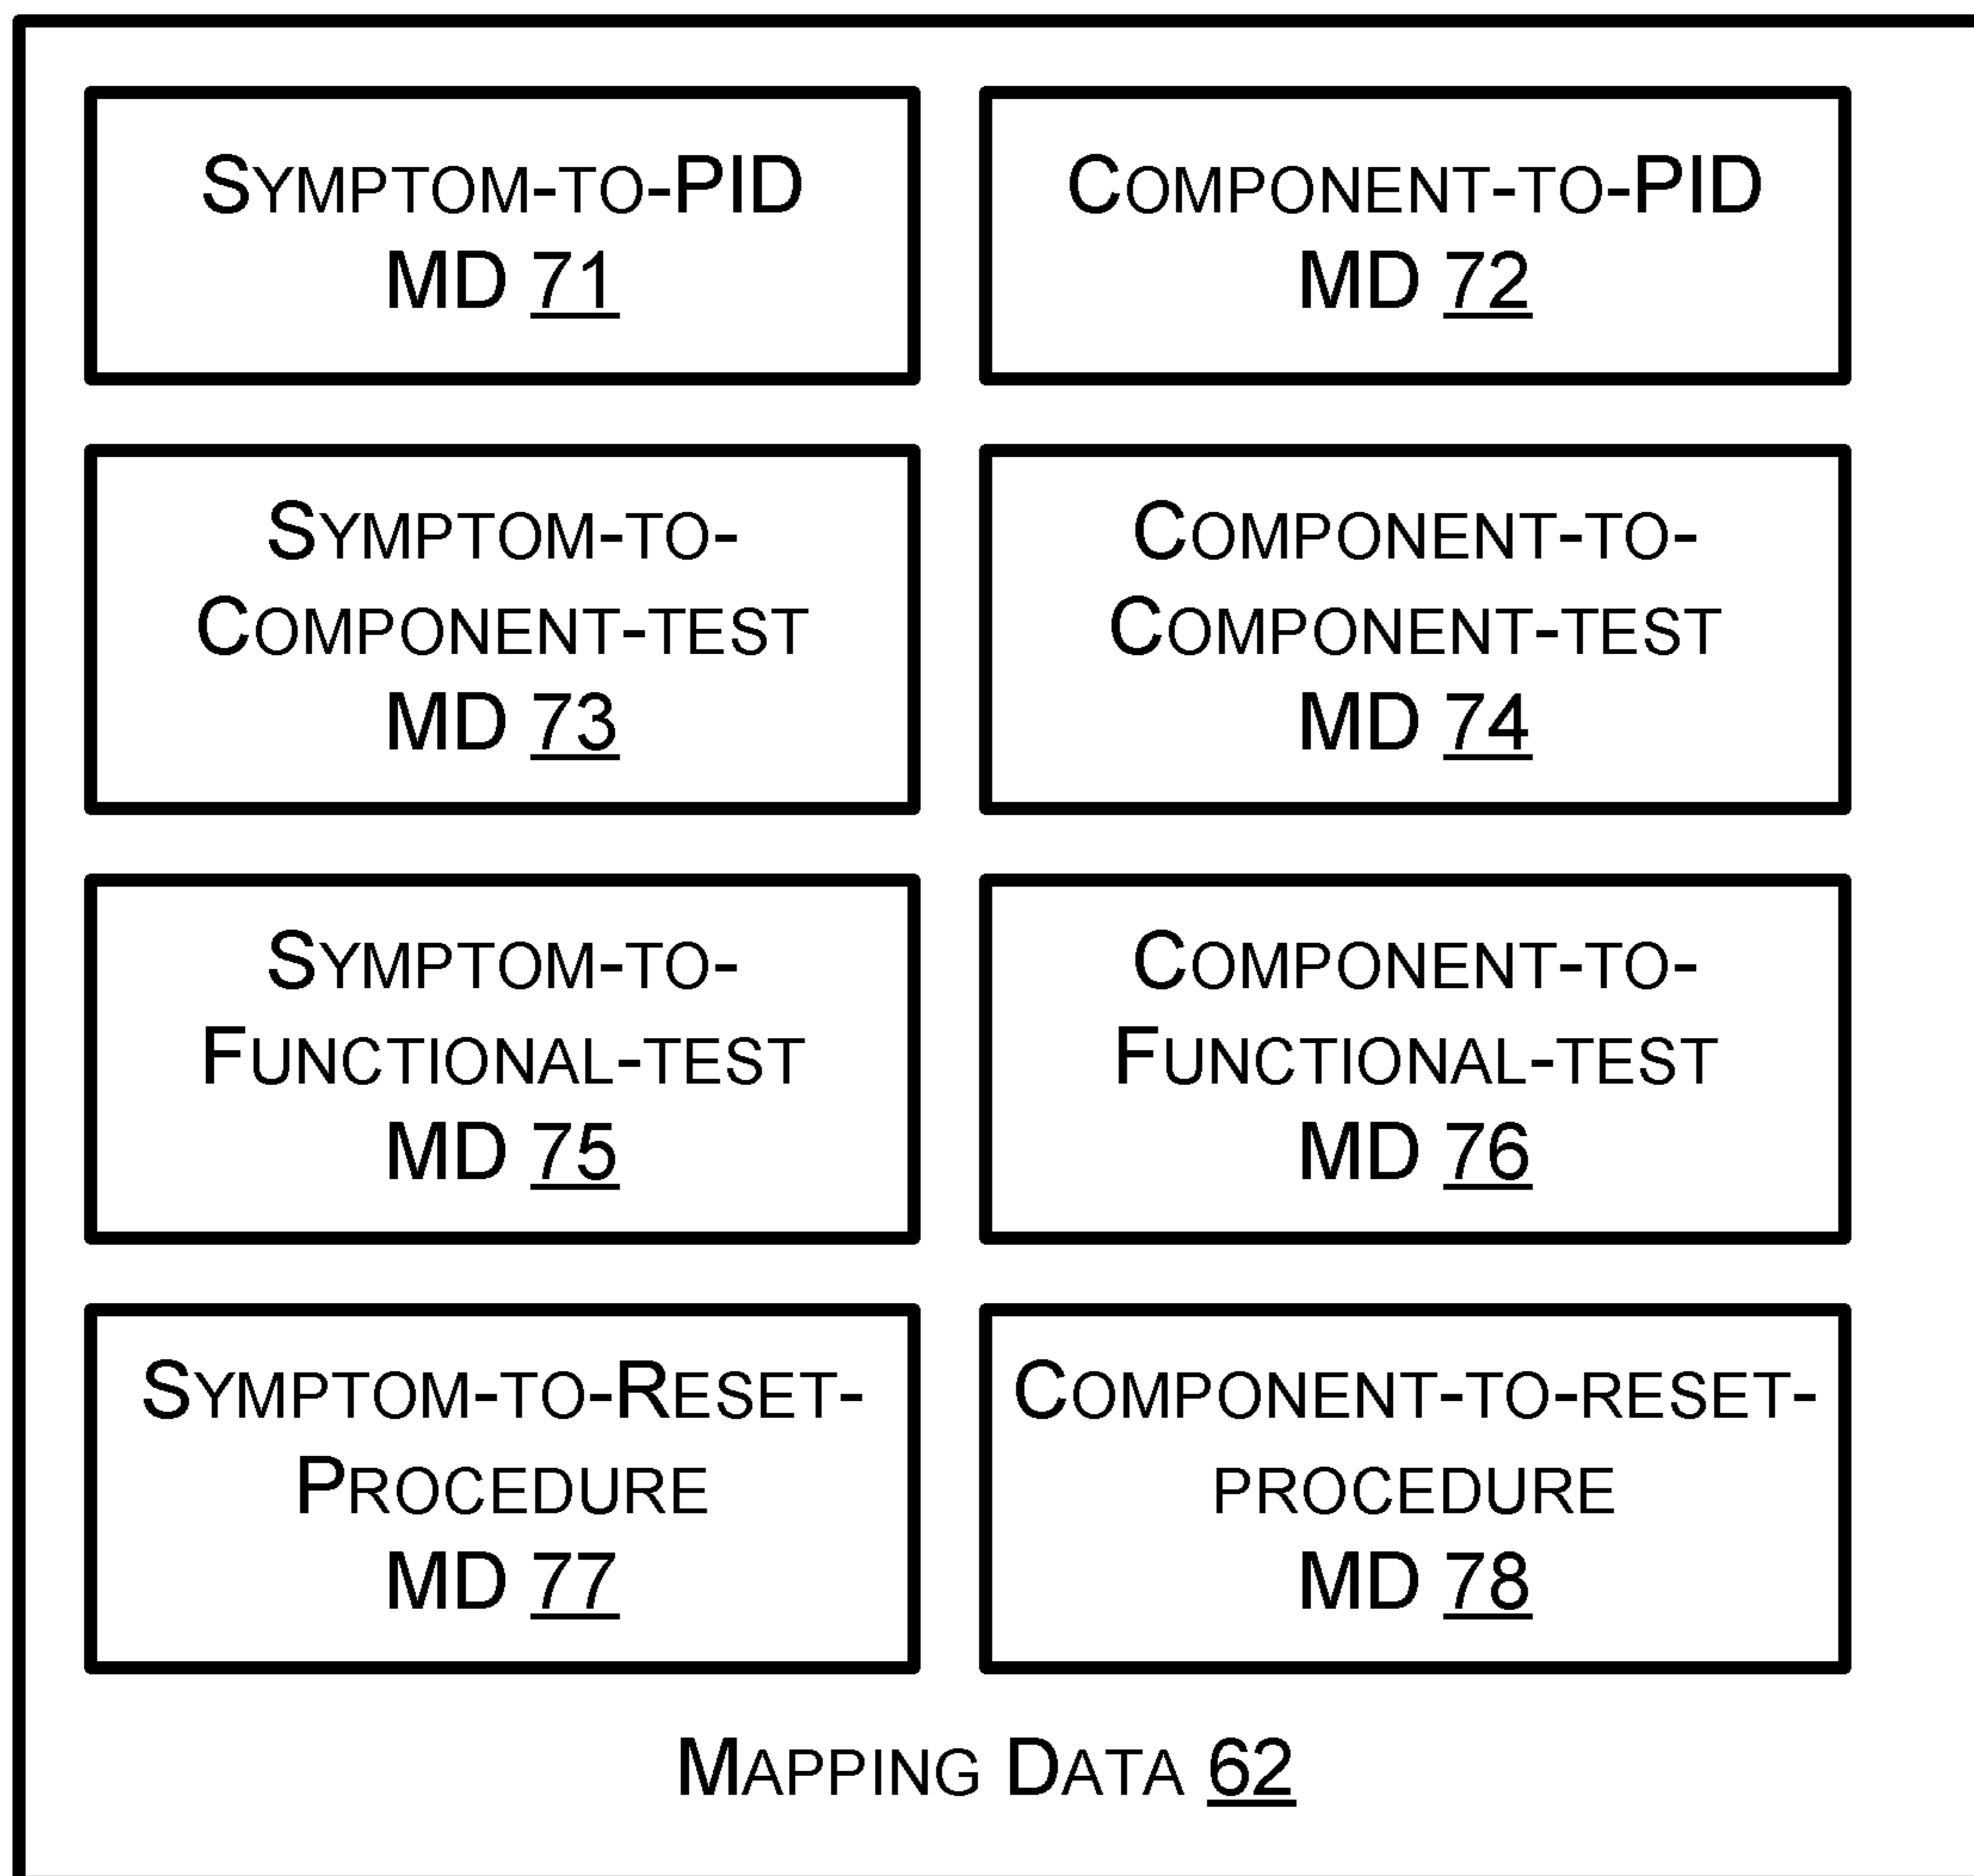 Symptom-to-PID
MD 71
Component-to-PID
MD 72
Symptom-to-
Component-test
MD 73
Component-to-
Component-test
MD 74
Symptom-to-
Functional-test
MD 75
Component-to-
Functional-test
MD 76
Symptom-to-Reset-
Procedure
MD 77
Component-to-reset-
procedure
MD 78
Mapping Data 62